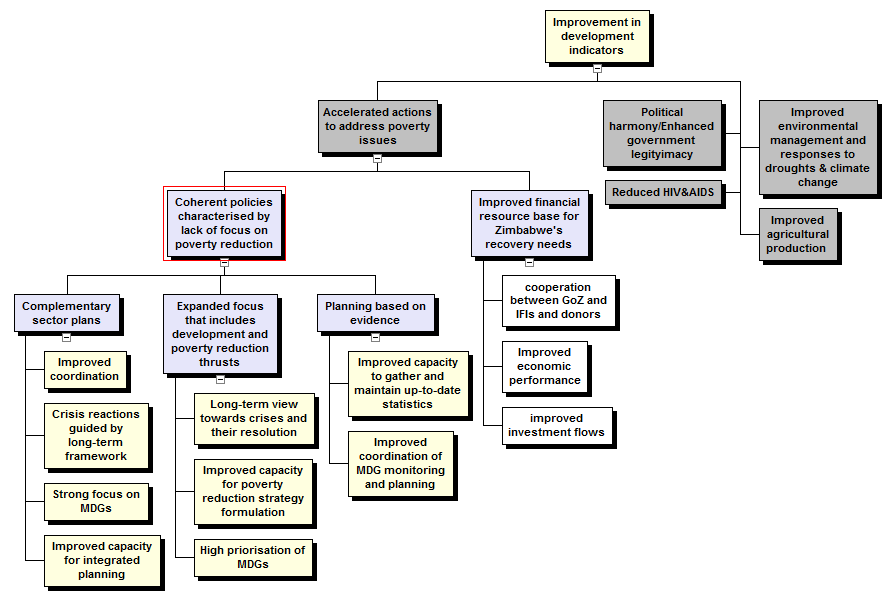 Improvement in
development
indicators
Accelerated actions
to address poverty
issues
Political
harmony/Enhanced
government
legityimacy
Improved
environmental
management and
responses to
droughts & climate
change
Reduced HIV&AIDS
Improved
agricultural
production
Coherent policies
characterised by
lack of focus on
poverty reduction
Improved financial
resource base for
Zimbabwe's
recovery needs
Complementary
sector plans
Improved
coordination
Crisis reactions
guided by
long-term
framework
Strong focus on
MDGs
Improved capacity
for integrated
planning
Expanded focus
that includes
development and
poverty reduction
thrusts
Long-term view
towards crises and
their resolution
Improved capacity
for poverty
reduction strategy
formulation
High priorisation of
MDGs
Planning based on
evidence
Improved capacity
to gather and
maintain up-to-date
statistics
Improved
coordination of
MDG monitoring
and planning
cooperation
between GoZ and
IFIs and donors
Improved
economic
performance
improved
investment flows